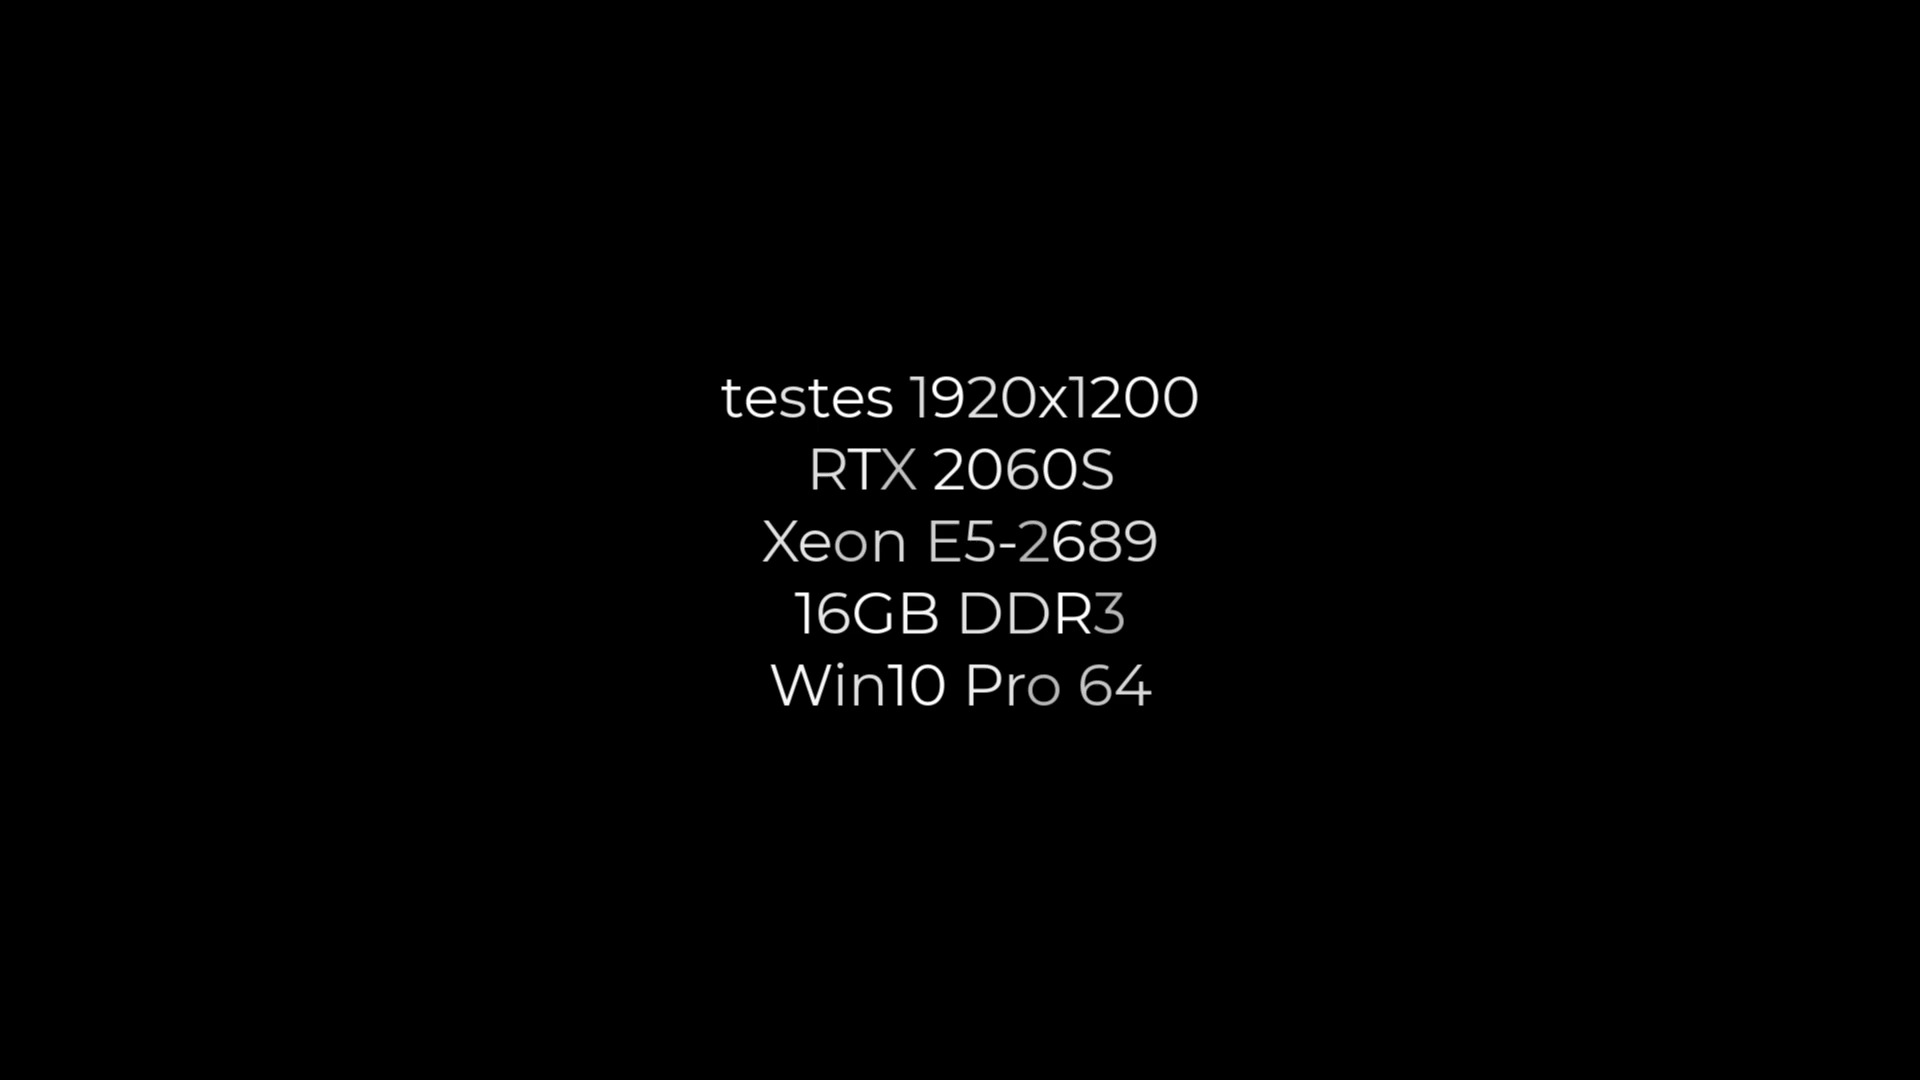 testes 1920x1200
RTX 2060S
Xeon E5-2689
16GB DDR3
Win10 Pro 64